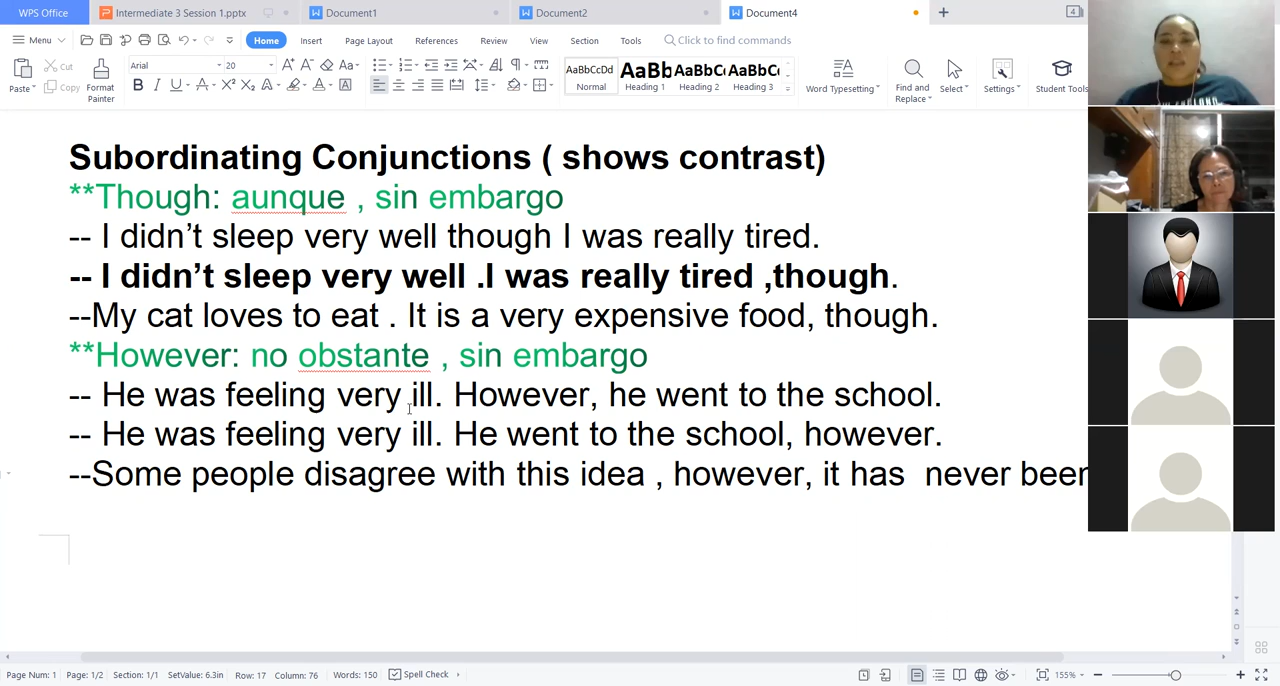 WPS Office Intermediate 3 Session 1.pptx Document1 Document2 Document4 + 4
Menu Home Insert Page Layout References Review View Section Tools Click to find commands
Paste Cut Copy Format Painter Arial 20 AaBbCcDd Normal AaBb Heading 1 AaBbC Heading 2 AaBbC Heading 3 Word Typesetting Find and Replace Select Settings Student Tools
Subordinating Conjunctions ( shows contrast)
**Though: aunque , sin embargo
-- I didn’t sleep very well though I was really tired.
-- I didn’t sleep very well .I was really tired ,though.
--My cat loves to eat . It is a very expensive food, though.
**However: no obstante , sin embargo
-- He was feeling very ill. However, he went to the school.
-- He was feeling very ill. He went to the school, however.
--Some people disagree with this idea , however, it has never been
Page Num: 1 Page: 1/2 Section: 1/1 SetValue: 6.3in Row: 17 Column: 76 Words: 150 Spell Check 155%